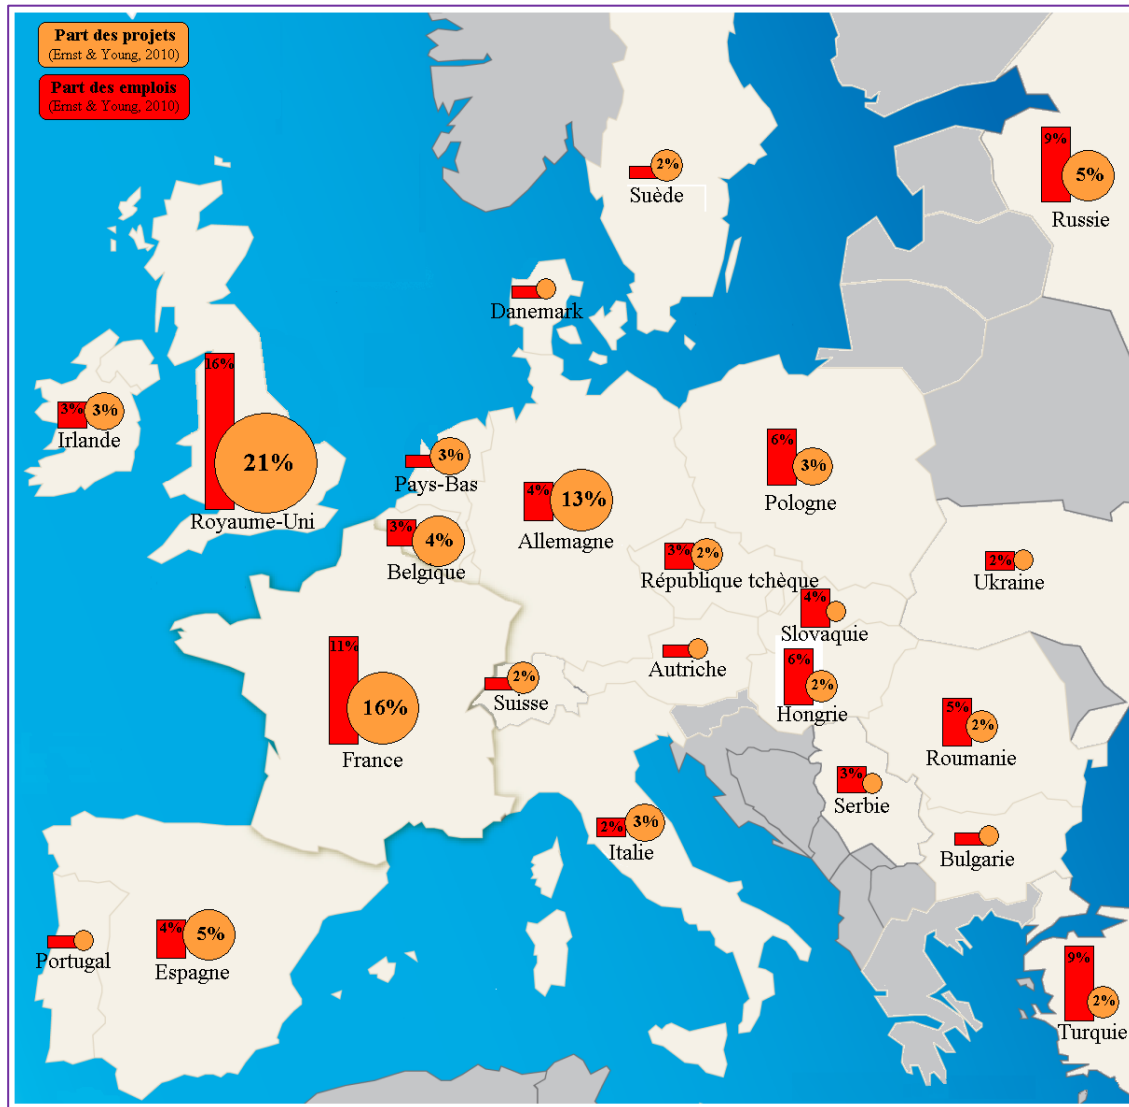 Part des projets
(Ernst & Young, 2010)
Part des emplois
(Ernst & Young, 2010)
9%
5%
Russie
2%
Suède
Danemark
16%
21%
Royaume-Uni
3%
3%
Irlande
3%
Pays-Bas
4%
13%
Allemagne
6%
3%
Pologne
3%
4%
Belgique
3%
2%
République tchèque
2%
Ukraine
4%
Slovaquie
Autriche
6%
2%
Hongrie
11%
16%
France
2%
Suisse
5%
2%
Roumanie
3%
Serbie
2%
3%
Italie
Bulgarie
Portugal
4%
5%
Espagne
9%
2%
Turquie